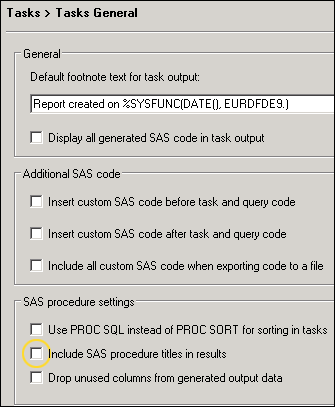 Tasks > Tasks General
General
Default footnote text for task output:
Report created on %SYSFUNC(DATE(), EURDFDE9.)
Display all generated SAS code in task output
Additional SAS code
Insert custom SAS code before task and query code
Insert custom SAS code after task and query code
Include all custom SAS code when exporting code to a file
SAS procedure settings
Use PROC SQL instead of PROC SORT for sorting in tasks
Include SAS procedure titles in results
Drop unused columns from generated output data